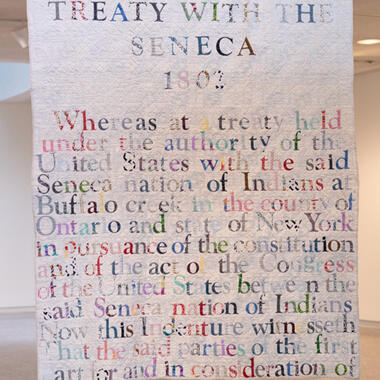 TREATY WITH THE
SENECA
1802
Whereas at a treaty held
under the authority of the
United States with the said
Seneca nation of Indians at
Buffalo creek in the county of
Ontario and state of New York
in pursuance of the constitution
and of the act of the Congress
of the United States between the
said Seneca nation of Indians
Now this Indenture witnesseth
That the said parties of the first
art for and in consideration of